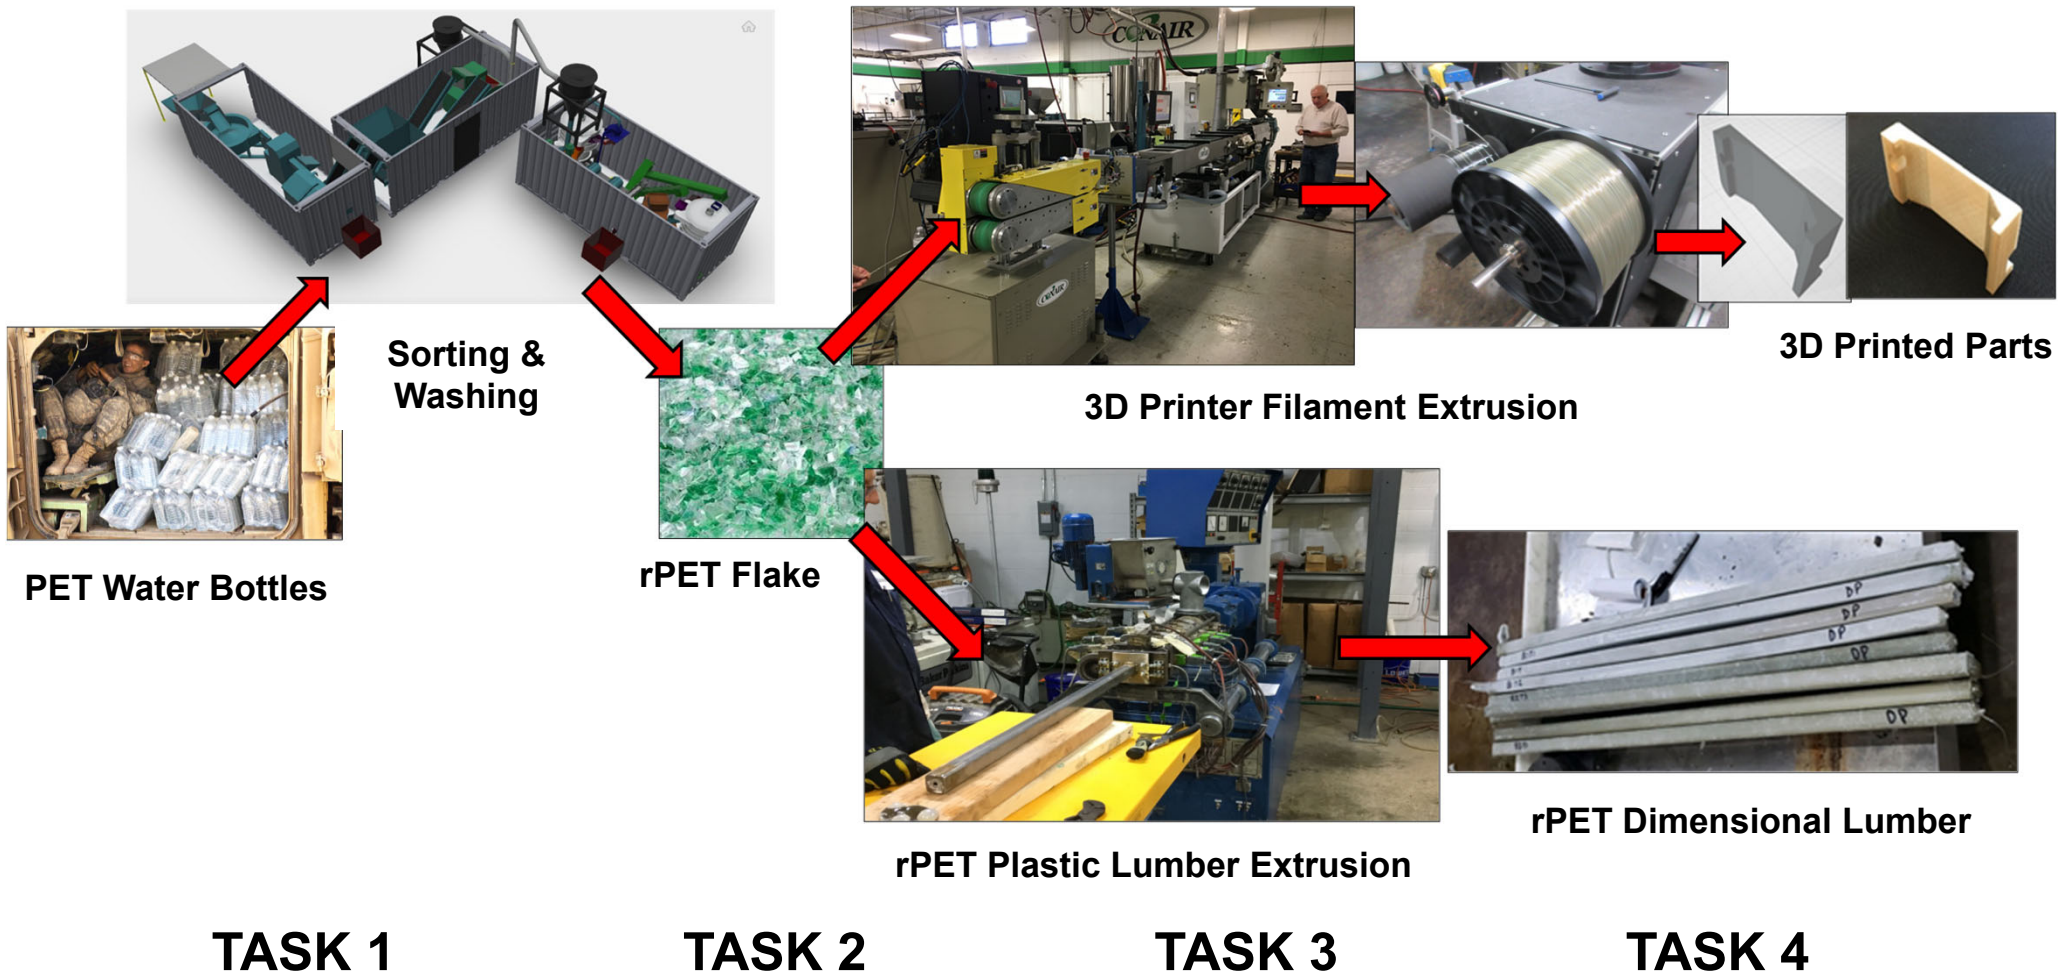 CONAIR
CONAIR
Sorting &
Washing
3D Printed Parts
3D Printer Filament Extrusion
PET Water Bottles
rPET Flake
DP
DP
DP
DP
DP
rPET Dimensional Lumber
rPET Plastic Lumber Extrusion
TASK 1
TASK 2
TASK 3
TASK 4